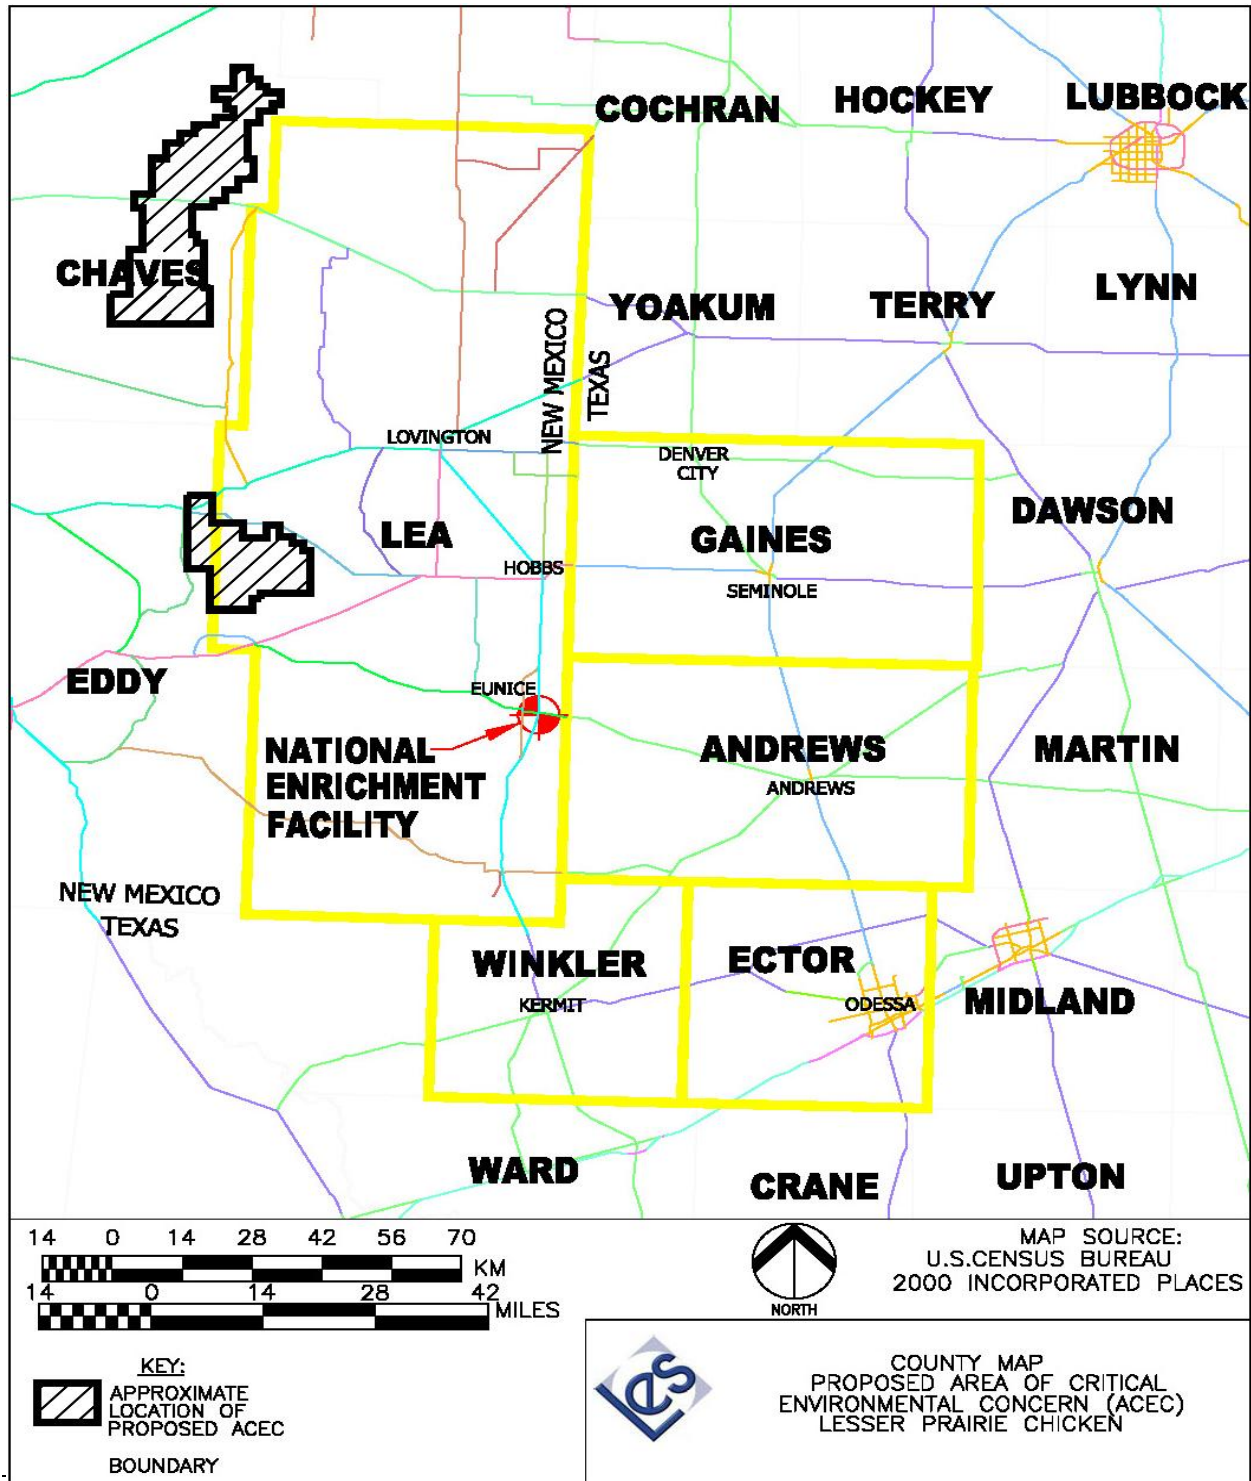 COCHRAN
HOCKEY
LUBBOCK
CHAVES
YOAKUM
TERRY
LYNN
NEW MEXICO
TEXAS
LOVINGTON
DENVER
CITY
LEA
GAINES
DAWSON
HOBBS
SEMINOLE
EDDY
EUNICE
NATIONAL
ENRICHMENT
FACILITY
ANDREWS
ANDREWS
MARTIN
NEW MEXICO
TEXAS
WINKLER
KERMIT
ECTOR
ODESSA
MIDLAND
WARD
CRANE
UPTON
14 0 14 28 42 56 70
KM
14 0 14 28 42
MILES
NORTH
MAP SOURCE:
U.S.CENSUS BUREAU
2000 INCORPORATED PLACES
KEY:
APPROXIMATE
LOCATION OF
PROPOSED ACEC
BOUNDARY
LES
COUNTY MAP
PROPOSED AREA OF CRITICAL
ENVIRONMENTAL CONCERN (ACEC)
LESSER PRAIRIE CHICKEN